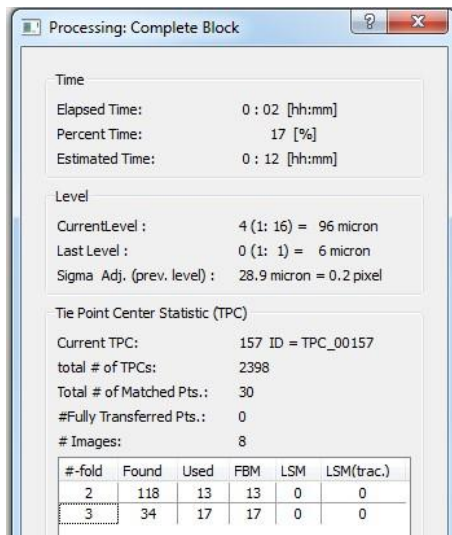 Processing: Complete Block
Time
Elapsed Time: 0 : 02 [hh:mm]
Percent Time: 17 [%]
Estimated Time: 0 : 12 [hh:mm]
Level
CurrentLevel : 4 (1: 16) = 96 micron
Last Level : 0 (1: 1) = 6 micron
Sigma Adj. (prev. level) : 28.9 micron = 0.2 pixel
Tie Point Center Statistic (TPC)
Current TPC: 157 ID = TPC_00157
total # of TPCs: 2398
Total # of Matched Pts.: 30
#Fully Transferred Pts.: 0
# Images: 8
#-fold Found Used FBM LSM LSM(trac.)
2 118 13 13 0 0
3 34 17 17 0 0